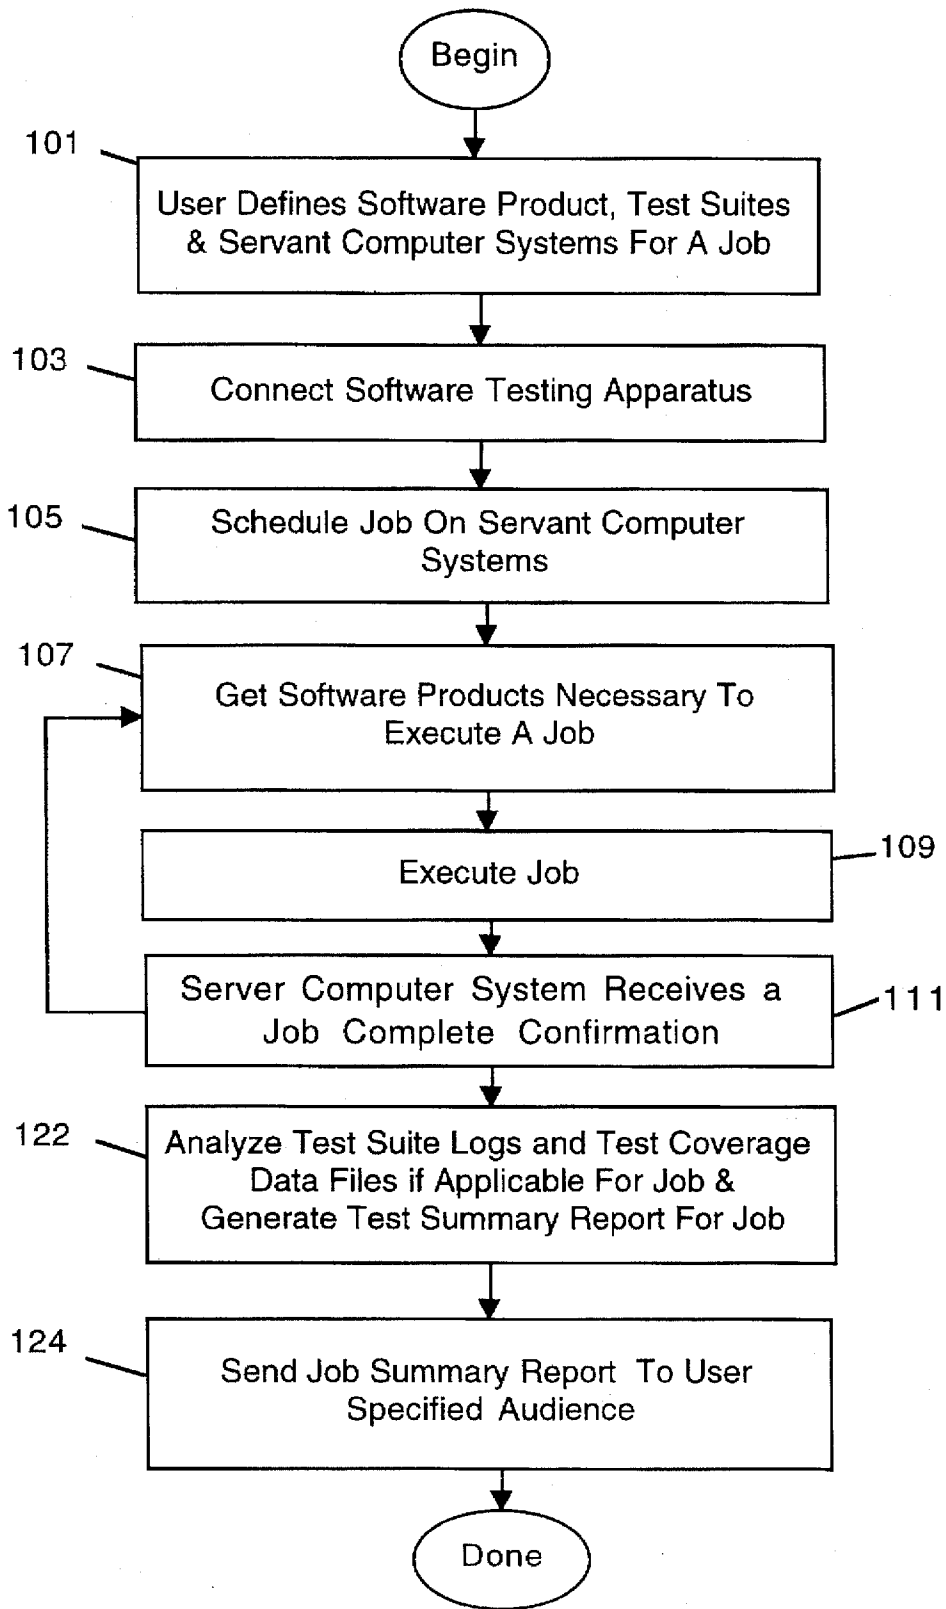 Begin
101
User Defines Software Product, Test Suites
& Servant Computer Systems For A Job
103
Connect Software Testing Apparatus
105
Schedule Job On Servant Computer
Systems
107
Get Software Products Necessary To
Execute A Job
109
Execute Job
Server Computer System Receives a
Job Complete Confirmation
111
122
Analyze Test Suite Logs and Test Coverage
Data Files if Applicable For Job &
Generate Test Summary Report For Job
124
Send Job Summary Report To User
Specified Audience
Done